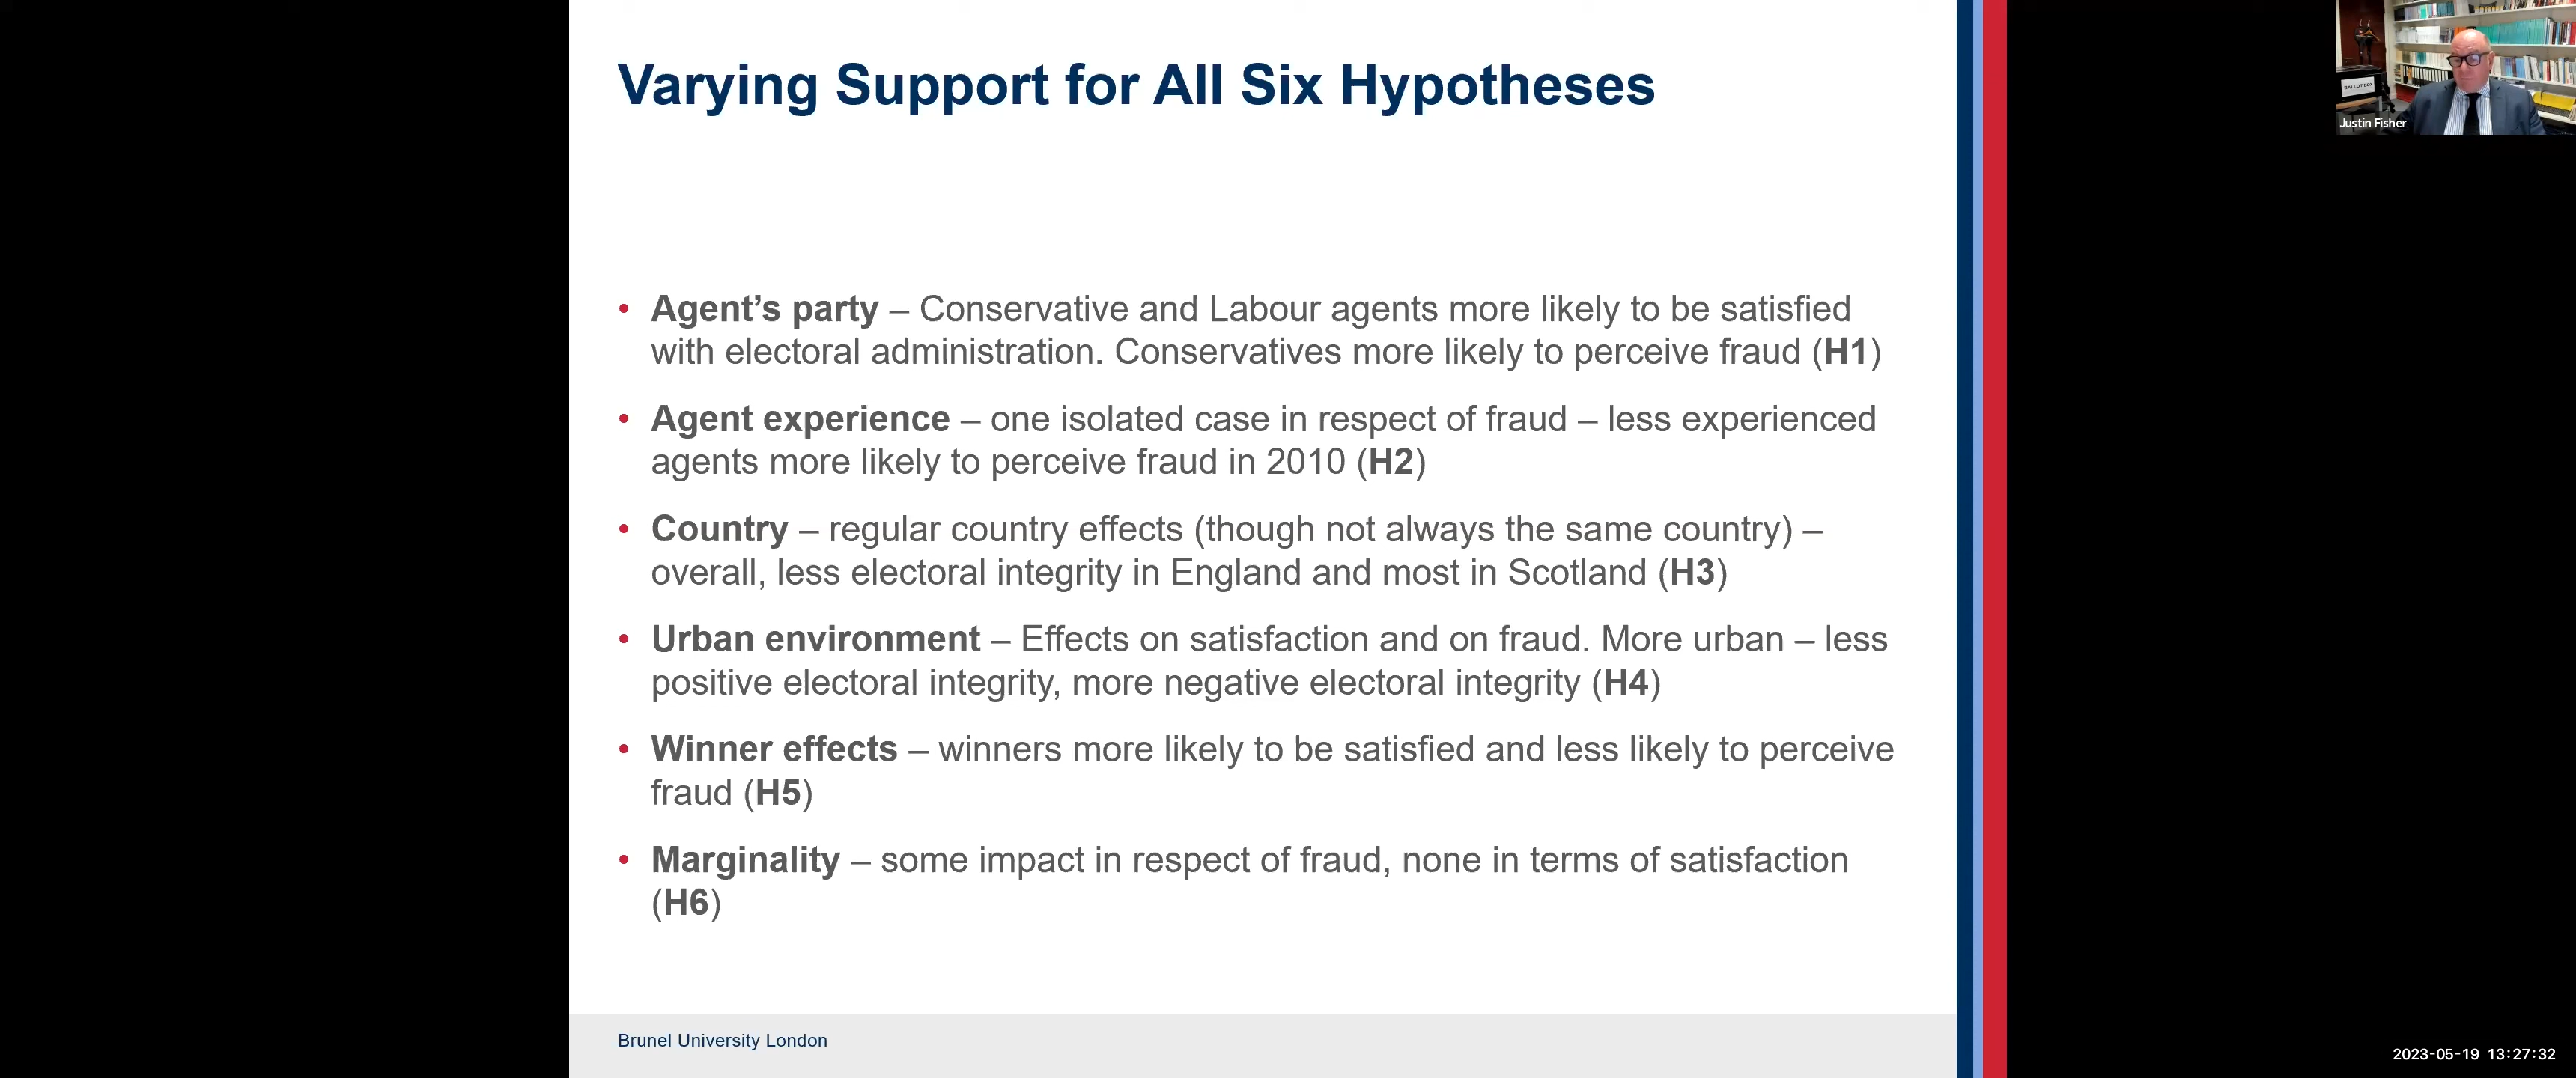 Varying Support for All Six Hypotheses
• Agent’s party – Conservative and Labour agents more likely to be satisfied
with electoral administration. Conservatives more likely to perceive fraud (H1)
• Agent experience – one isolated case in respect of fraud – less experienced
agents more likely to perceive fraud in 2010 (H2)
• Country – regular country effects (though not always the same country) –
overall, less electoral integrity in England and most in Scotland (H3)
• Urban environment – Effects on satisfaction and on fraud. More urban – less
positive electoral integrity, more negative electoral integrity (H4)
• Winner effects – winners more likely to be satisfied and less likely to perceive
fraud (H5)
• Marginality – some impact in respect of fraud, none in terms of satisfaction
(H6)
Brunel University London
BALLOT BOX
Justin Fisher
2023-05-19 13:27:32